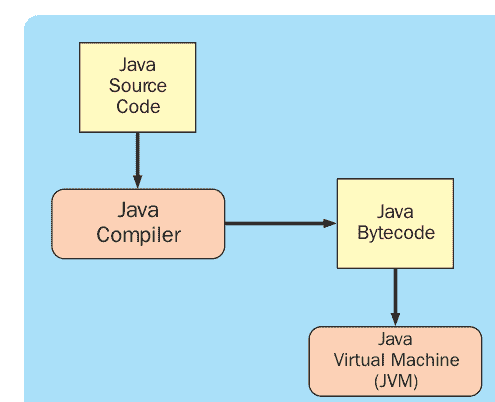 Java
Source
Code
Java
Compiler
Java
Bytecode
Java
Virtual Machine
(JVM)